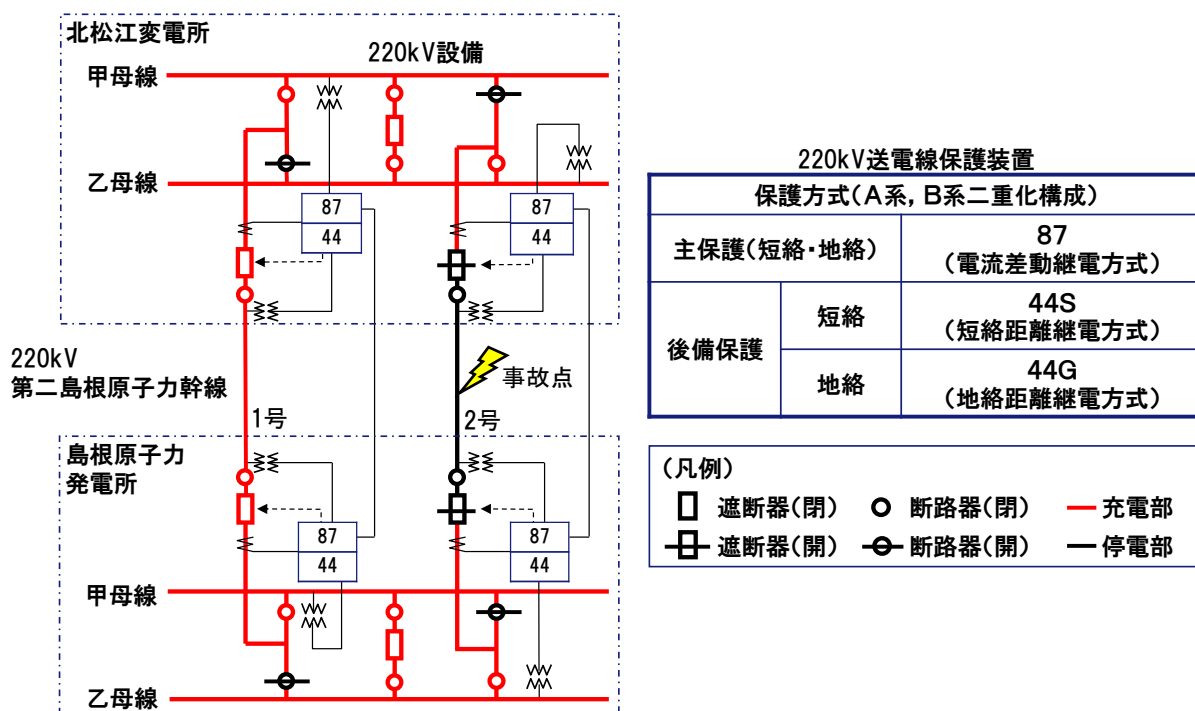 北松江変電所
220kV設備
甲母線
乙母線
87
44
87
44
220kV
第二島根原子力幹線
事故点
1号
2号
島根原子力
発電所
87
44
87
44
甲母線
乙母線
220kV送電線保護装置
保護方式(A系, B系二重化構成)
主保護(短絡・地絡)
87
(電流差動継電方式)
後備保護
短絡
44S
(短絡距離継電方式)
地絡
44G
(地絡距離継電方式)
(凡例)
遮断器(閉) 断路器(閉) 充電部
遮断器(開) 断路器(開) 停電部